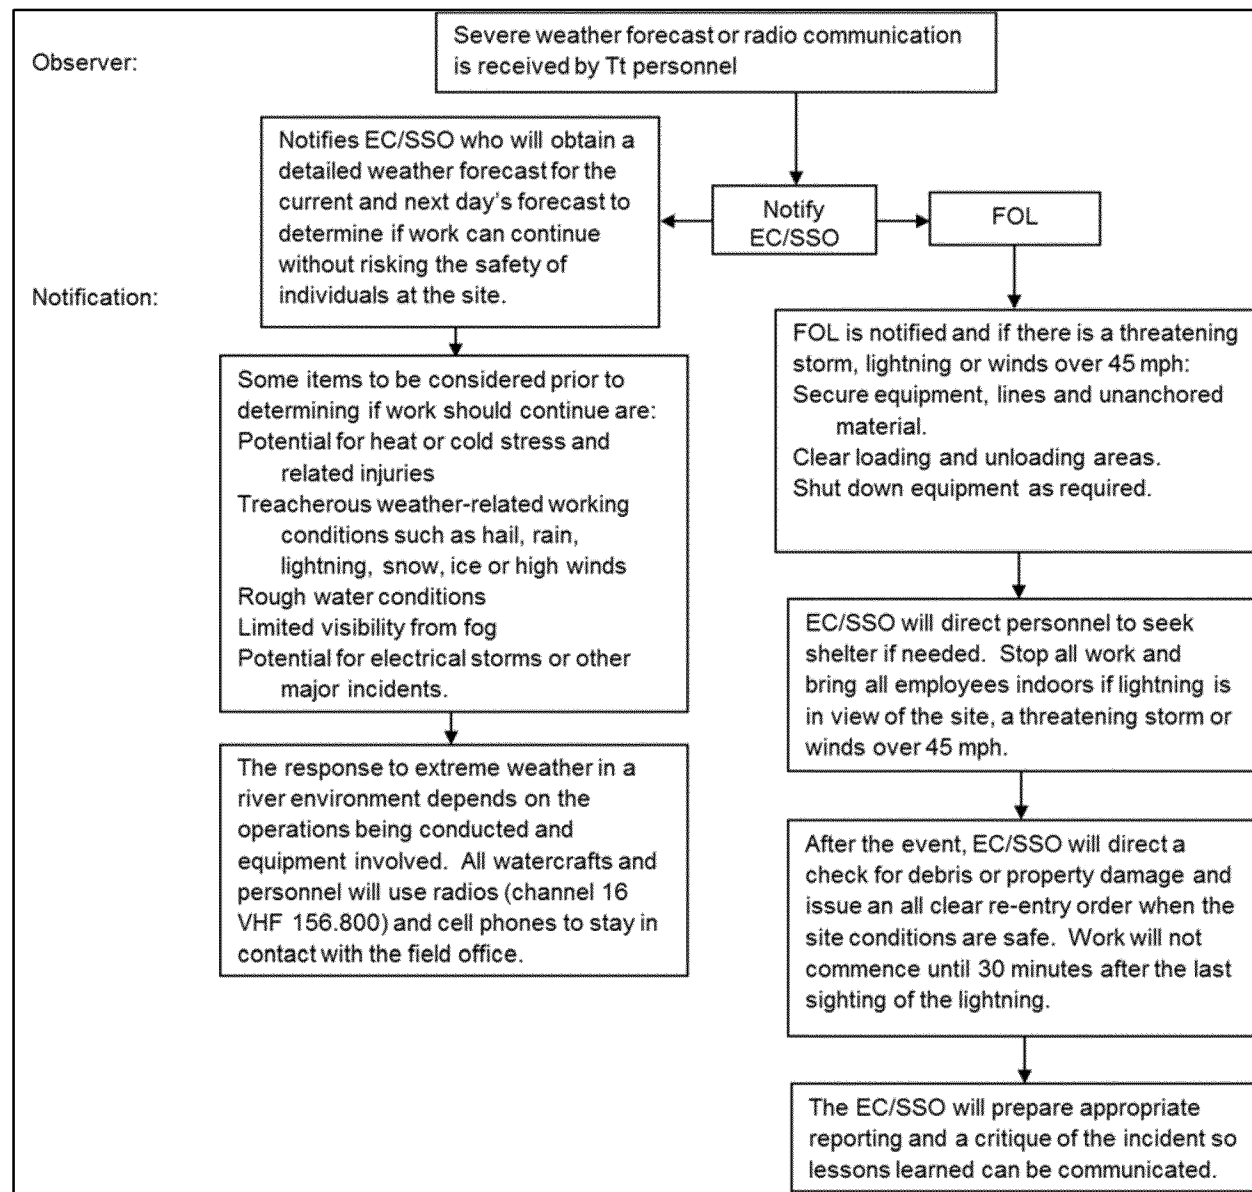 Observer:
Severe weather forecast or radio communication
is received by Tt personnel
Notify
EC/SSO
FOL
Notification:
Notifies EC/SSO who will obtain a
detailed weather forecast for the
current and next day's forecast to
determine if work can continue
without risking the safety of
individuals at the site.
Some items to be considered prior to
determining if work should continue are:
Potential for heat or cold stress and
related injuries
Treacherous weather-related working
conditions such as hail, rain,
lightning, snow, ice or high winds
Rough water conditions
Limited visibility from fog
Potential for electrical storms or other
major incidents.
The response to extreme weather in a
river environment depends on the
operations being conducted and
equipment involved.  All watercrafts and
personnel will use radios (channel 16
VHF 156.800) and cell phones to stay in
contact with the field office.
FOL is notified and if there is a threatening
storm, lightning or winds over 45 mph:
Secure equipment, lines and unanchored
material.
Clear loading and unloading areas.
Shut down equipment as required.
EC/SSO will direct personnel to seek
shelter if needed.  Stop all work and
bring all employees indoors if lightning is
in view of the site, a threatening storm or
winds over 45 mph.
After the event, EC/SSO will direct a
check for debris or property damage and
issue an all clear re-entry order when the
site conditions are safe.  Work will not
commence until 30 minutes after the last
sighting of the lightning.
The EC/SSO will prepare appropriate
reporting and a critique of the incident so
lessons learned can be communicated.